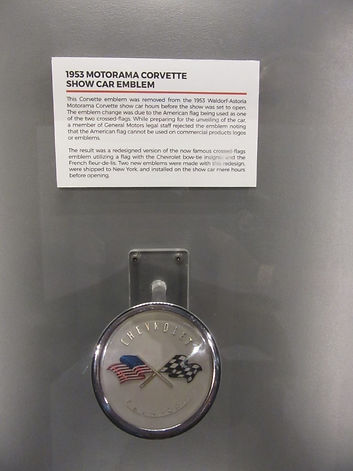 1953 MOTORAMA CORVETTE
SHOW CAR EMBLEM
This Corvette emblem was removed from the 1953 Waldorf-Astoria
Motorama Corvette show car hours before the show was set to open.
The emblem change was due to the American flag being used as one
of the two crossed-flags. While preparing for the unveiling of the car,
a member of General Motors legal staff rejected the emblem noting
that the American flag cannot be used on commercial products logos
or emblems.
The result was a redesigned version of the now famous crossed-flags
emblem utilizing a flag with the Chevrolet bow-tie insignia and the
French fleur-de-lis. Two new emblems were made with this redesign,
were shipped to New York, and installed on the show car mere hours
before opening.
CHEVROLET